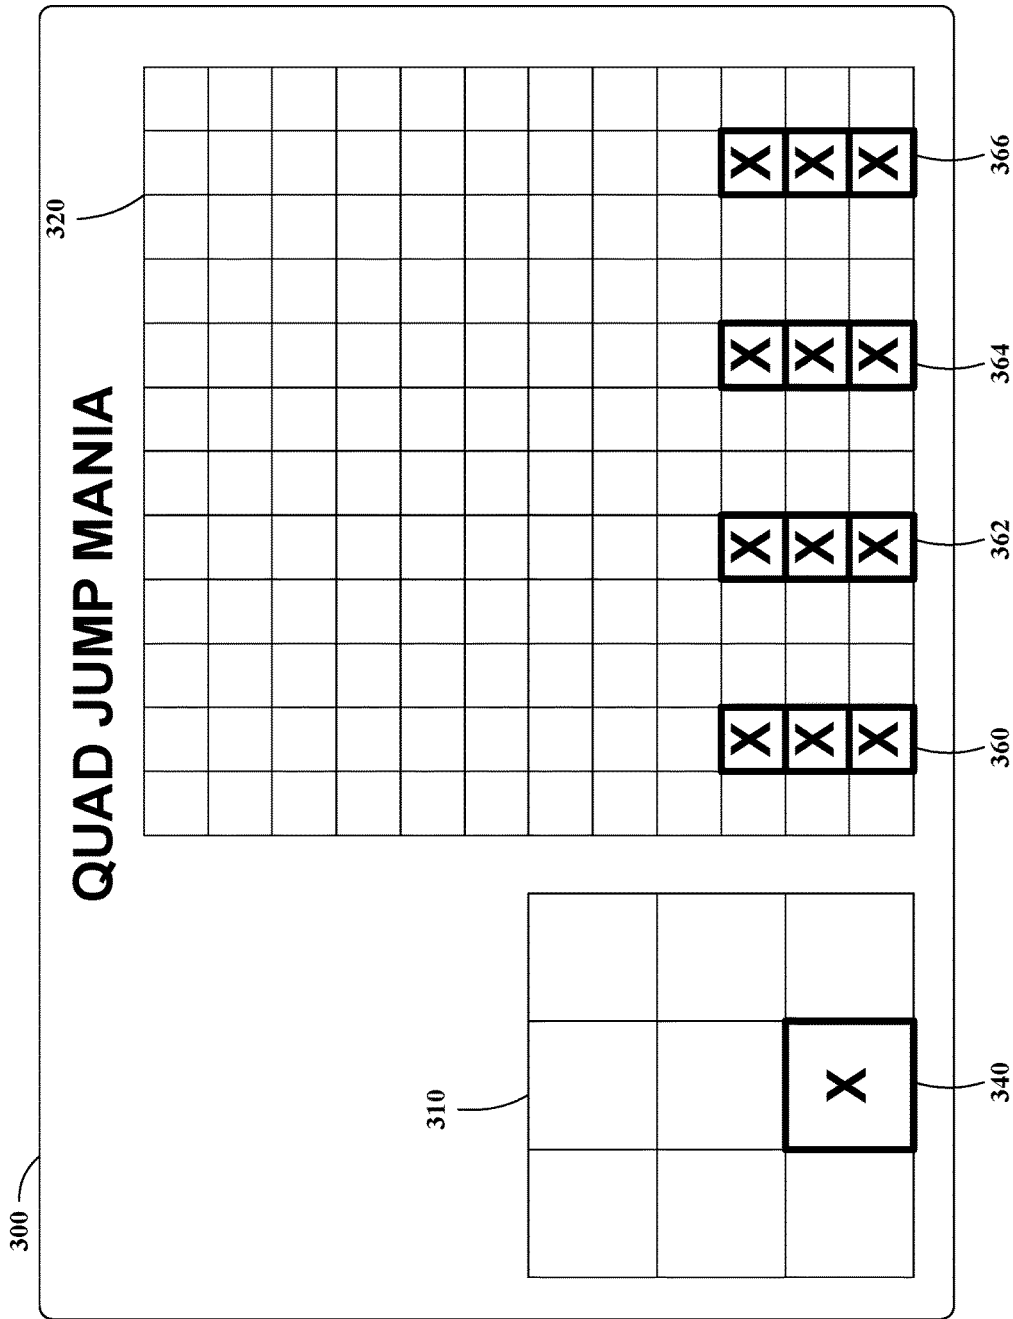 300
320
QUAD JUMP MANIA
310
X X X X
X X X X
X
X X X X
340 360 362 364 366